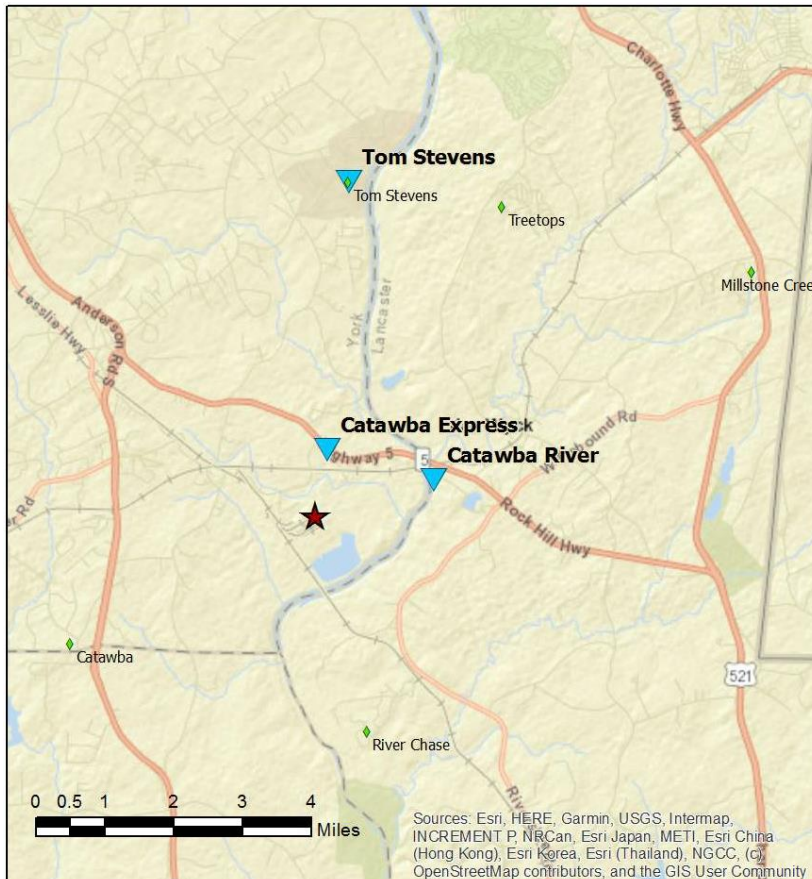 Charlotte Hwy
Tom Stevens
Tom Stevens
Treetops
Millstone Cree
York
Lancaster
Lesslie Hwy
Anderson Rd S
Catawba Express
ghway 5
5
Catawba River
Rd
Rock Hill Hwy
er Rd
Catawba
521
River Chase
0 0.5 1 2 3 4
Miles
Sources: Esri, HERE, Garmin, USGS, Intermap,
INCREMENT P, NRCan, Esri Japan, METI, Esri China
(Hong Kong), Esri Korea, Esri (Thailand), NGCC, (c)
OpenStreetMap contributors, and the GIS User Community